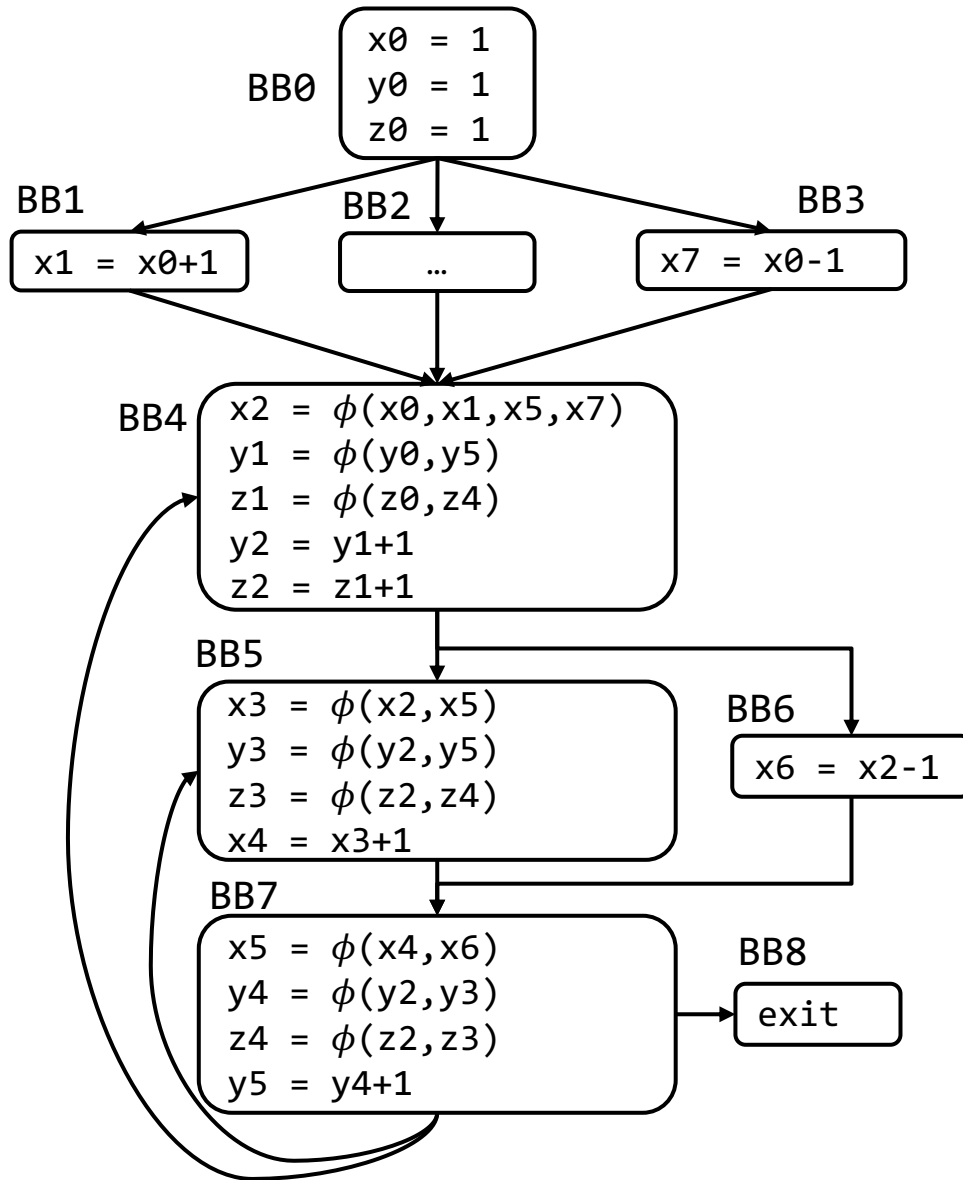 BB0
x0 = 1
y0 = 1
z0 = 1
BB1
x1 = x0+1
BB2
…
BB3
x7 = x0-1
BB4
x2 = ϕ(x0,x1,x5,x7)
y1 = ϕ(y0,y5)
z1 = ϕ(z0,z4)
y2 = y1+1
z2 = z1+1
BB5
x3 = ϕ(x2,x5)
y3 = ϕ(y2,y5)
z3 = ϕ(z2,z4)
x4 = x3+1
BB6
x6 = x2-1
BB7
x5 = ϕ(x4,x6)
y4 = ϕ(y2,y3)
z4 = ϕ(z2,z3)
y5 = y4+1
BB8
exit